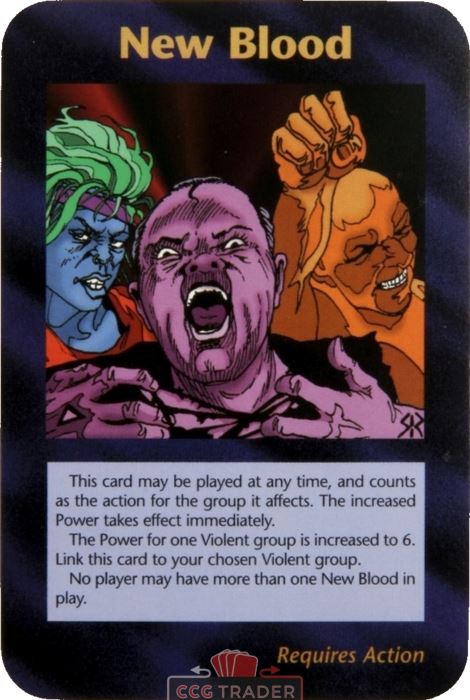 New Blood
SR
This card may be played at any time, and counts
as the action for the group it affects. The increased
Power takes effect immediately.
The Power for one Violent group is increased to 6.
Link this card to your chosen Violent group.
No player may have more than one New Blood in
play.
Requires Action
CCG TRADER